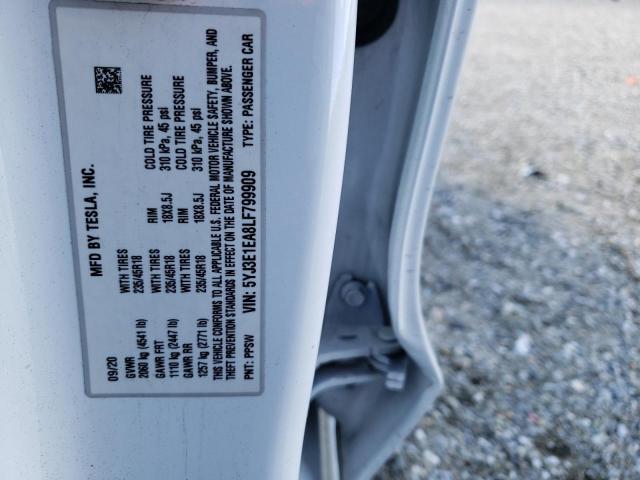 MFD BY TESLA, INC.
09/20
GVWR WITH TIRES RIM COLD TIRE PRESSURE
2060 kg (4541 lb) 235/45R18 18X8.5J 310 kPa, 45 psi
GAWR FRT WITH TIRES RIM COLD TIRE PRESSURE
1110 kg (2447 lb) 235/45R18 18X8.5J 310 kPa, 45 psi
GAWR RR WITH TIRES
1257 kg (2771 lb) 235/45R18
THIS VEHICLE CONFORMS TO ALL APPLICABLE U.S. FEDERAL MOTOR VEHICLE SAFETY, BUMPER, AND
THEFT PREVENTION STANDARDS IN EFFECT ON THE DATE OF MANUFACTURE SHOWN ABOVE.
VIN: 5YJ3E1EA8LF799909
PNT: PPSW TYPE: PASSENGER CAR